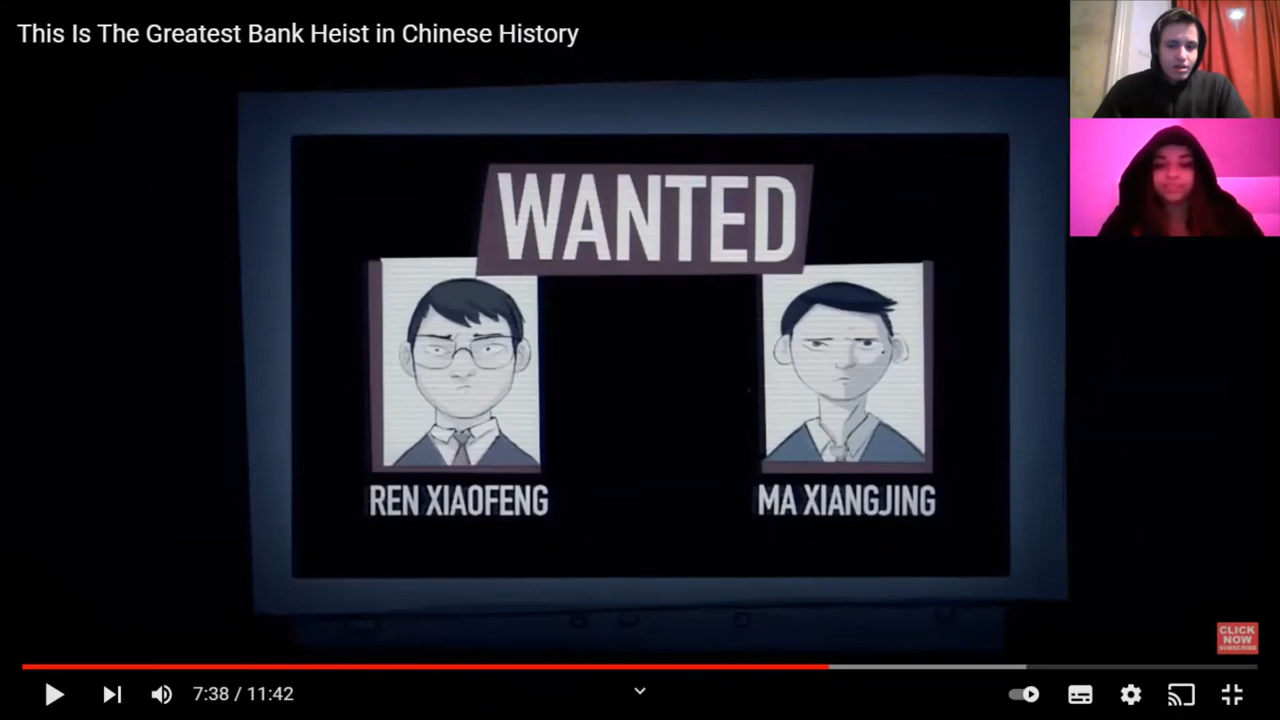 This Is The Greatest Bank Heist in Chinese History
WANTED
REN XIAOFENG
MA XIANGJING
CLICK
NOW
SUBSCRIBE
7:38 / 11:42